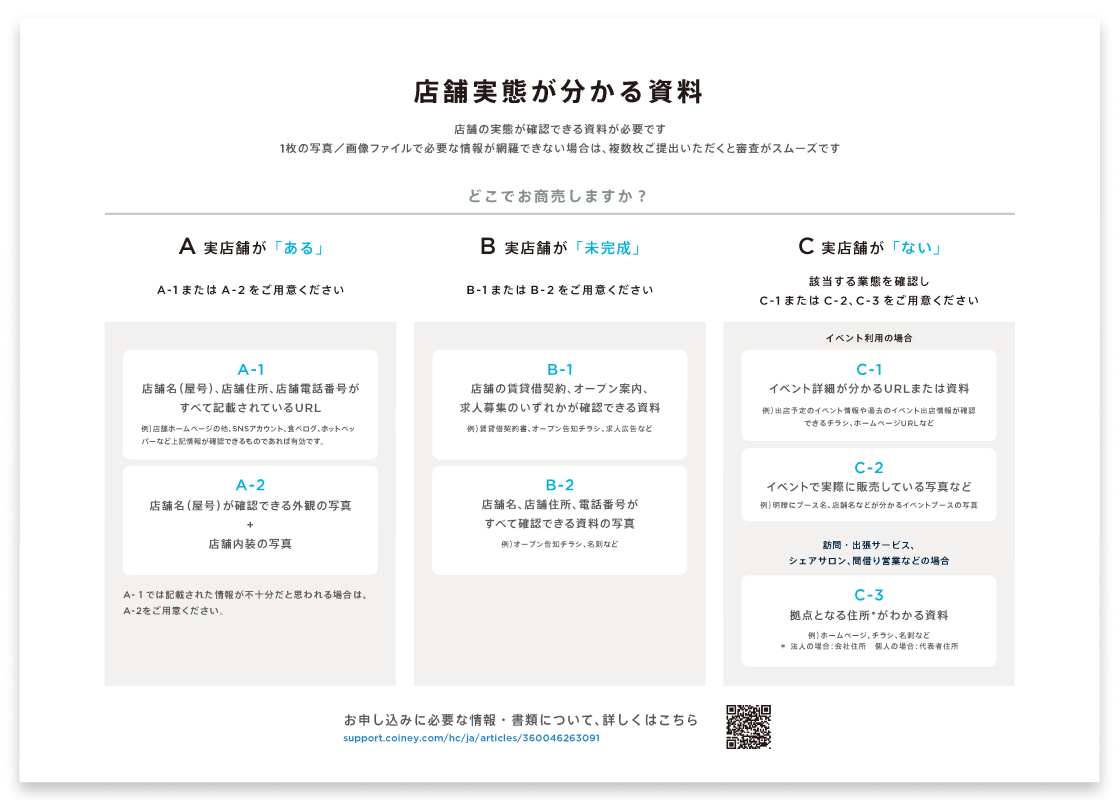 店舗実態が分かる資料
店舗の実態が確認できる資料が必要です
1枚の写真／画像ファイルで必要な情報が網羅できない場合は、複数枚ご提出いただくと審査がスムーズです
どこでお商売しますか？
A 実店舗が「ある」
A-1またはA-2をご用意ください
A-1
店舗名（屋号）、店舗住所、店舗電話番号が
すべて記載されているURL
例）店舗ホームページの他、SNSアカウント、食べログ、ホットペッ
パーなど上記情報が確認できるものであれば有効です。
A-2
店舗名（屋号）が確認できる外観の写真
+
店舗内装の写真
A-1では記載された情報が不十分だと思われる場合は、
A-2をご用意ください。
B 実店舗が「未完成」
B-1またはB-2をご用意ください
B-1
店舗の賃貸借契約、オープン案内、
求人募集のいずれかが確認できる資料
例）賃貸借契約書、オープン告知チラシ、求人広告など
B-2
店舗名、店舗住所、電話番号が
すべて確認できる資料の写真
例）オープン告知チラシ、名刺など
C 実店舗が「ない」
該当する業態を確認し
C-1またはC-2、C-3をご用意ください
イベント利用の場合
C-1
イベント詳細が分かるURLまたは資料
例）出店予定のイベント情報や過去のイベント出店情報が確認
できるチラシ、ホームページURLなど
C-2
イベントで実際に販売している写真など
例）明瞭にブース名、店舗名などが分かるイベントブースの写真
訪問・出張サービス、
シェアサロン、間借り営業などの場合
C-3
拠点となる住所*がわかる資料
例）ホームページ、チラシ、名刺など
* 法人の場合：会社住所　個人の場合：代表者住所
お申し込みに必要な情報・書類について、詳しくはこちら
support.coiney.com/hc/ja/articles/360046263091